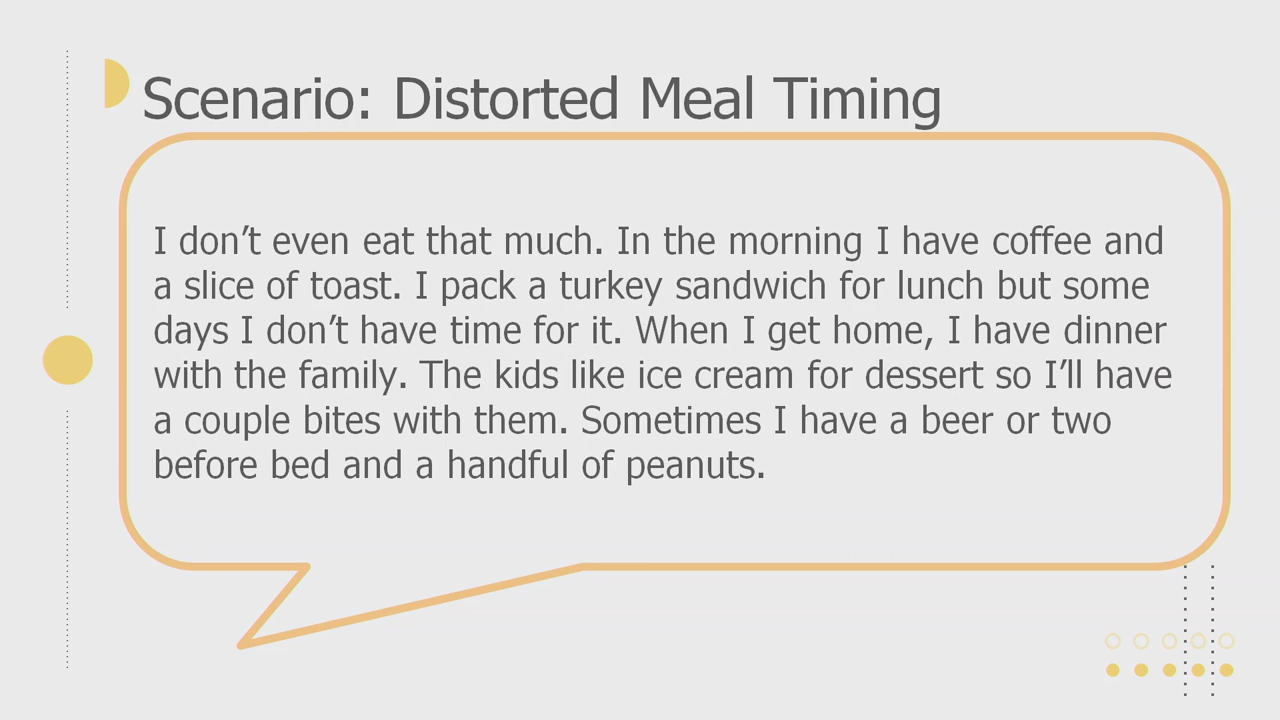 Scenario: Distorted Meal Timing
I don’t even eat that much. In the morning I have coffee and
a slice of toast. I pack a turkey sandwich for lunch but some
days I don’t have time for it. When I get home, I have dinner
with the family. The kids like ice cream for dessert so I’ll have
a couple bites with them. Sometimes I have a beer or two
before bed and a handful of peanuts.